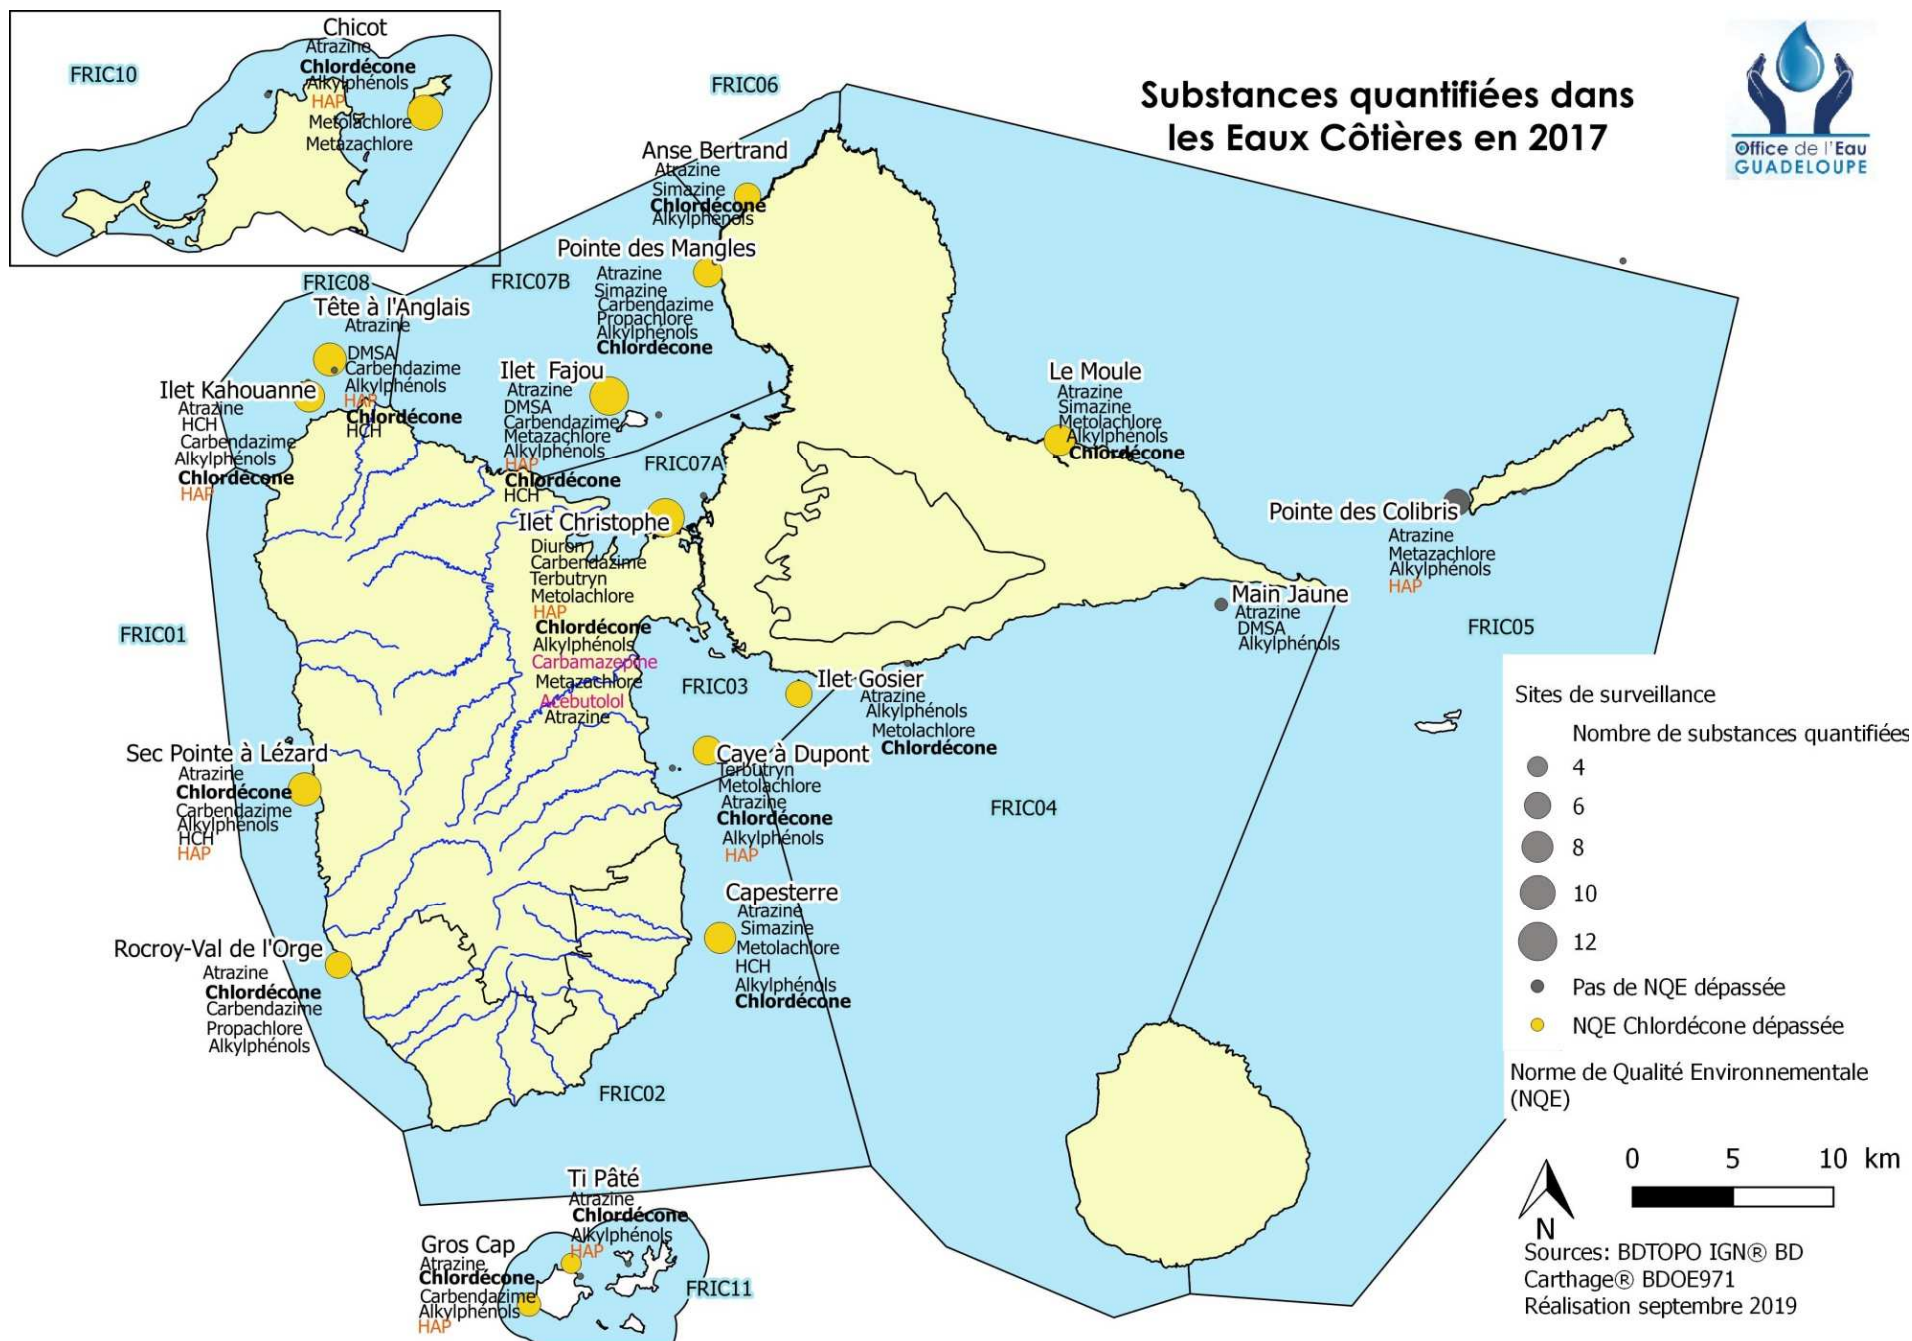 Substances quantifiées dans
les Eaux Côtières en 2017
Office de l'Eau
GUADELOUPE
FRIC10
Chicot
Atrazine
Chlordécone
Alkylphénols
HAP
Metolachlore
Metazachlore
FRIC06
Anse Bertrand
Atrazine
Simazine
Chlordécone
Alkylphénols
Pointe des Mangles
Atrazine
Simazine
Carbendazime
Propachlore
Alkylphénols
Chlordécone
FRIC07B
FRIC08
Tête à l'Anglais
Atrazine
DMSA
Carbendazime
Alkylphénols
HAP
Chlordécone
HCH
Ilet Kahouanne
Atrazine
HCH
Carbendazime
Alkylphénols
Chlordécone
HAP
Ilet Fajou
Atrazine
DMSA
Carbendazime
Metazachlore
Alkylphénols
HAP
Chlordécone
HCH
FRIC07A
Ilet Christophe
Diuron
Carbendazime
Terbutryn
Metolachlore
HAP
Chlordécone
Alkylphénols
Carbamazepine
Metazachlore
Acebutolol
Atrazine
Le Moule
Atrazine
Simazine
Metolachlore
Alkylphénols
Chlordécone
Pointe des Colibris
Atrazine
Metazachlore
Alkylphénols
HAP
Main Jaune
Atrazine
DMSA
Alkylphénols
FRIC05
FRIC01
FRIC03
Ilet Gosier
Atrazine
Alkylphénols
Metolachlore
Chlordécone
Sec Pointe à Lézard
Atrazine
Chlordécone
Carbendazime
Alkylphénols
HCH
HAP
Caye à Dupont
Terbutryn
Metolachlore
Atrazine
Chlordécone
Alkylphénols
HAP
FRIC04
Capesterre
Atrazine
Simazine
Metolachlore
HCH
Alkylphénols
Chlordécone
Rocroy-Val de l'Orge
Atrazine
Chlordécone
Carbendazime
Propachlore
Alkylphénols
FRIC02
Ti Pâté
Atrazine
Chlordécone
Alkylphénols
HAP
Gros Cap
Atrazine
Chlordécone
Carbendazime
Alkylphénols
HAP
FRIC11
Sites de surveillance
Nombre de substances quantifiées
4
6
8
10
12
Pas de NQE dépassée
NQE Chlordécone dépassée
Norme de Qualité Environnementale
(NQE)
0 5 10 km
N
Sources: BDTOPO IGN® BD
Carthage® BDOE971
Réalisation septembre 2019